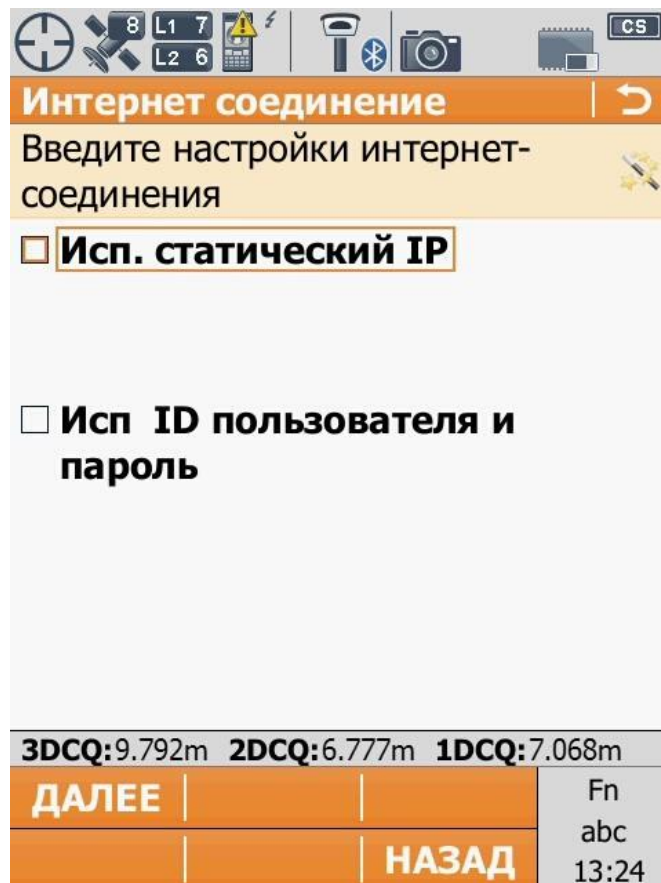 8 L1 7 CS
L2 6
Интернет соединение
Введите настройки интернет-
соединения
Исп. статический IP
Исп ID пользователя и
пароль
3DCQ:9.792m 2DCQ:6.777m 1DCQ:7.068m
ДАЛЕЕ Fn
abc
НАЗАД 13:24